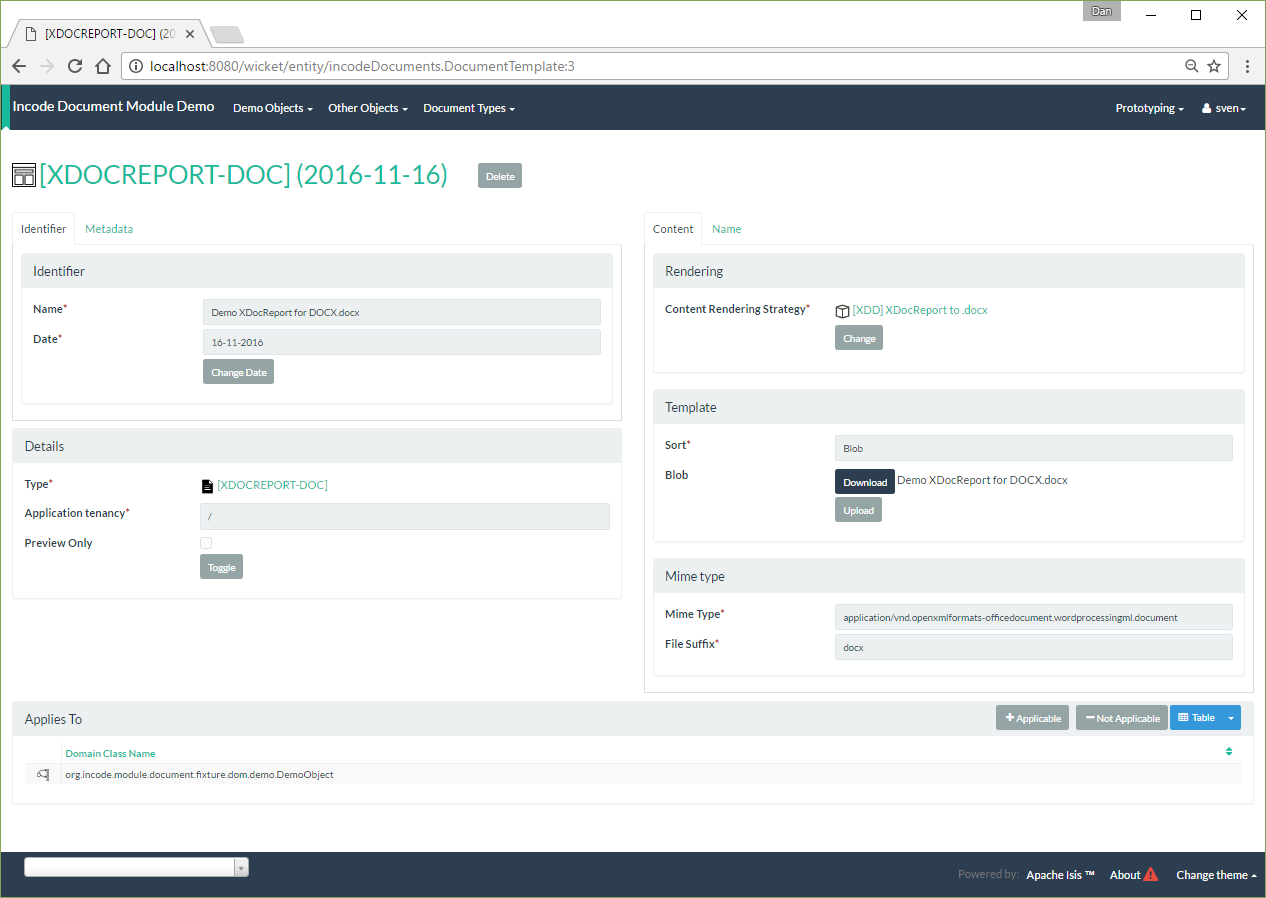 Dan
[XDOCREPORT-DOC] (20
localhost:8080/wicket/entity/incodeDocuments.DocumentTemplate:3
Incode Document Module Demo Demo Objects Other Objects Document Types Prototyping sven
[XDOCREPORT-DOC] (2016-11-16) Delete
Identifier Metadata
Identifier
Name* Demo XDocReport for DOCX.docx
Date* 16-11-2016
Change Date
Details
Type* [XDOCREPORT-DOC]
Application tenancy* /
Preview Only
Toggle
Content Name
Rendering
Content Rendering Strategy* [XDD] XDocReport to .docx
Change
Template
Sort* Blob
Blob Download Demo XDocReport for DOCX.docx
Upload
Mime type
Mime Type* application/vnd.openxmlformats-officedocument.wordprocessingml.document
File Suffix* docx
Applies To + Applicable − Not Applicable Table
Domain Class Name
org.incode.module.document.fixture.dom.demo.DemoObject
Powered by: Apache Isis ™ About Change theme